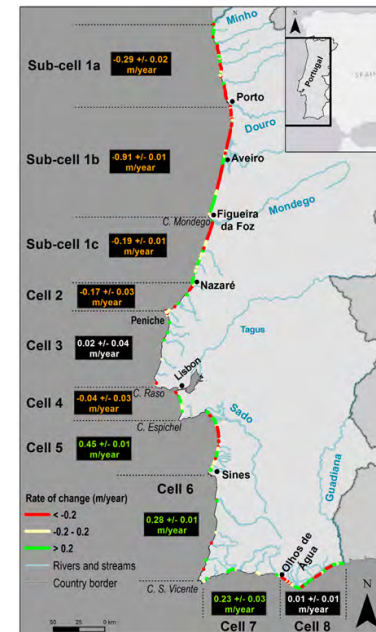 N
Minho
Sub-cell 1a
-0.29 +/- 0.02
m/year
Portugal
SPAIN
Porto
Douro
Sub-cell 1b
-0.91 +/- 0.01
m/year
Aveiro
Mondego
C. Mondego
Figueira
da Foz
Sub-cell 1c
-0.19 +/- 0.01
m/year
Cell 2
-0.17 +/- 0.03
m/year
Nazaré
Peniche
Cell 3
0.02 +/- 0.04
m/year
Tagus
Lisbon
C. Raso
Cell 4
-0.04 +/- 0.03
m/year
C. Espichel
Sado
Cell 5
0.45 +/- 0.01
m/year
Guadiana
Sines
Cell 6
0.28 +/- 0.01
m/year
Rate of change (m/year)
< -0.2
-0.2 - 0.2
> 0.2
Rivers and streams
Country border
Olhos de
Água
C. S. Vicente
0.23 +/- 0.03
m/year
0.01 +/- 0.01
m/year
Cell 7
Cell 8
50 25 0 km
N